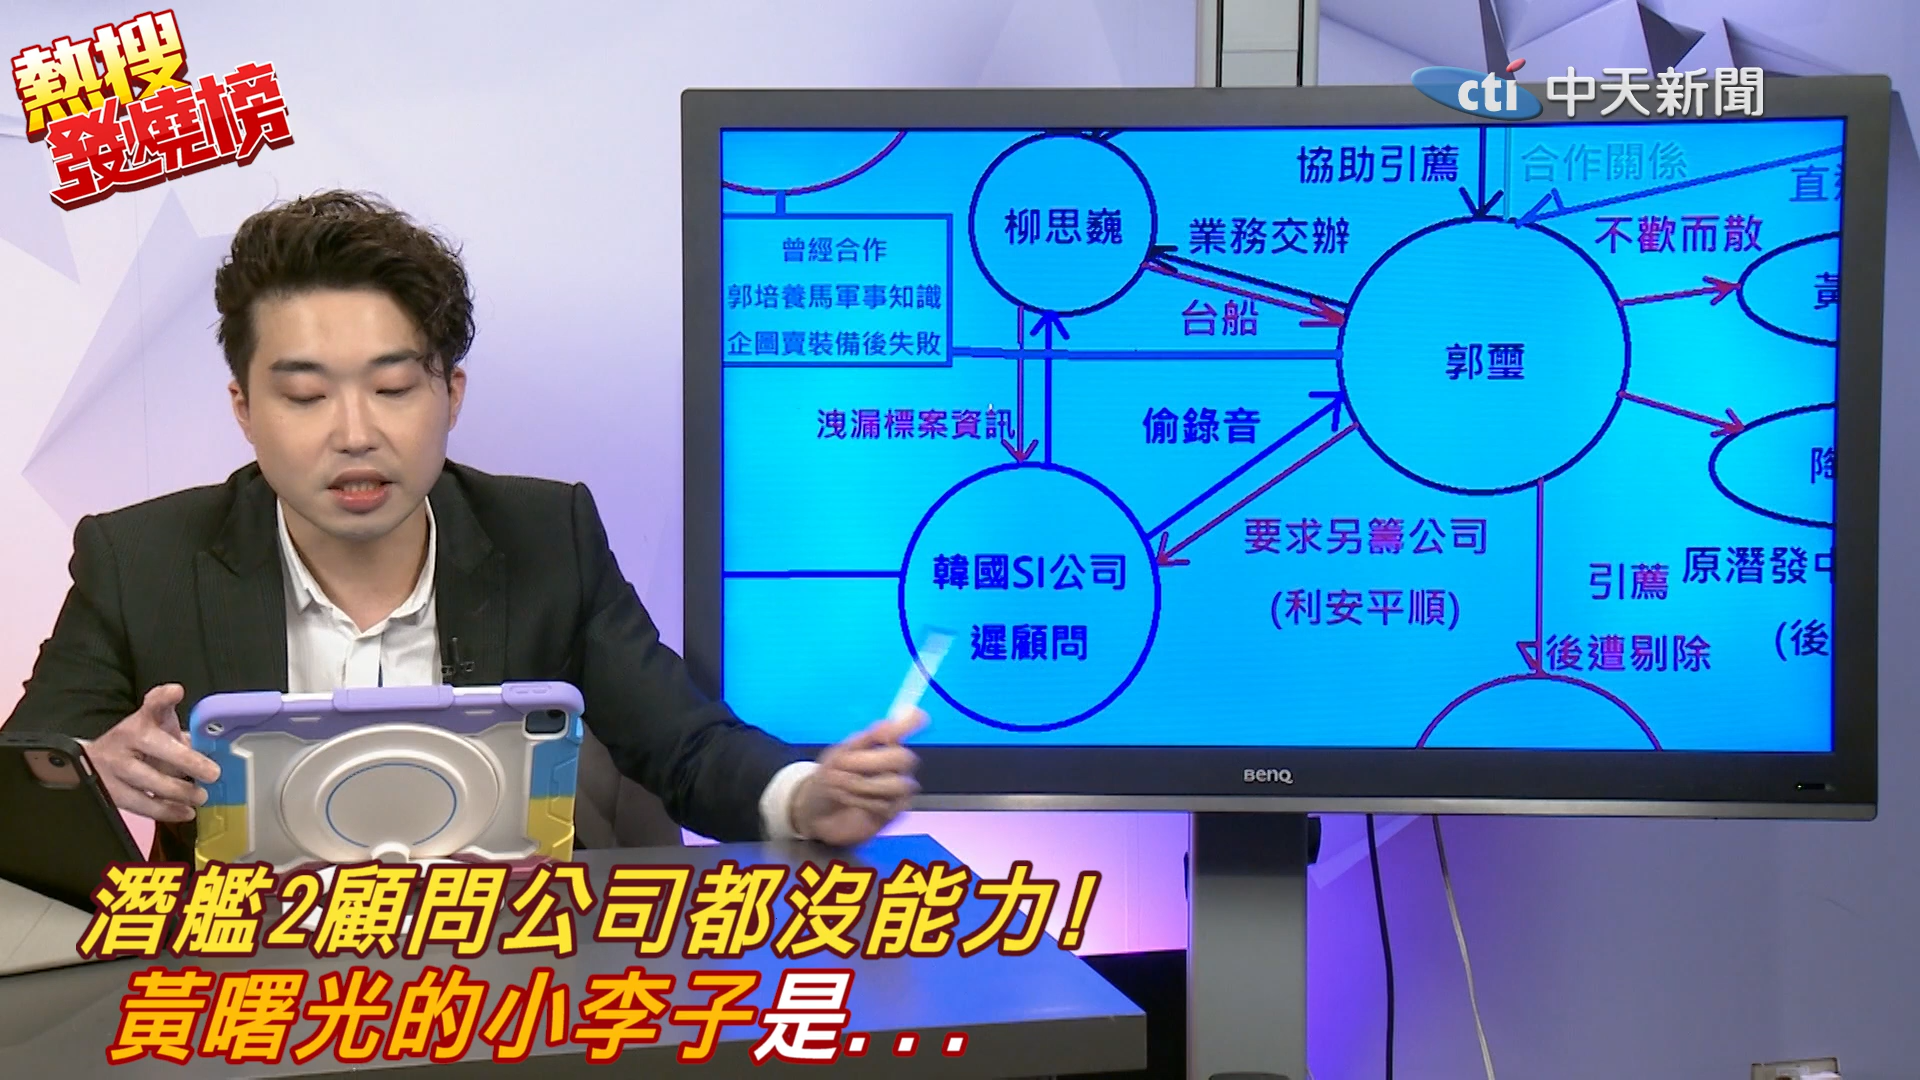 熱搜
發燒榜
cti 中天新聞
協助引薦
合作關係
柳思巍
業務交辦
不歡而散
曾經合作
郭培養馬軍事知識
企圖賣裝備後失敗
台船
郭璽
洩漏標案資訊
偷錄音
韓國SI公司
遲顧問
要求另籌公司
(利安平順)
引薦
後遭剔除
原潛發中
(後
BenQ
潛艦2顧問公司都沒能力!
黃曙光的小李子是...